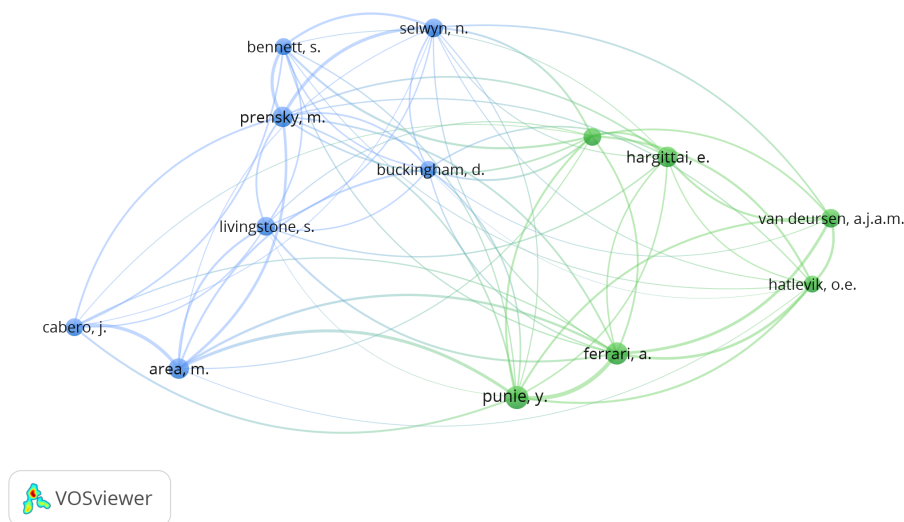 selwyn, n.
bennett, s.
prensky, m.
hargittai, e.
buckingham, d.
van deursen, a.j.a.m.
livingstone, s.
hatlevik, o.e.
cabero, j.
ferrari, a.
area, m.
punie, y.
VOSviewer